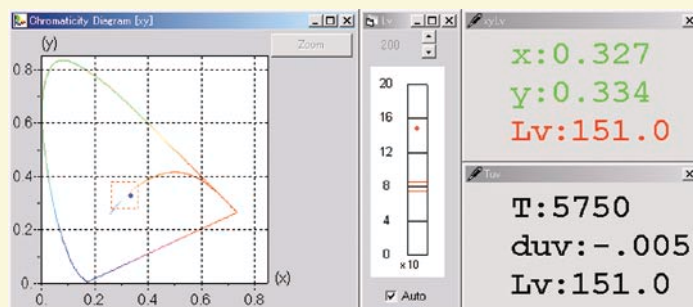 Chromaticity Diagram [xy]
(y)
Zoom
0.8
0.6
0.4
0.2
0.
0.
0.2
0.4
0.6
0.8
(x)
Lv
200
20
16
12
8
4
0
x 10
Auto
xyLv
x:0.327
y:0.334
Lv:151.0
Tuv
T:5750
duv:-.005
Lv:151.0